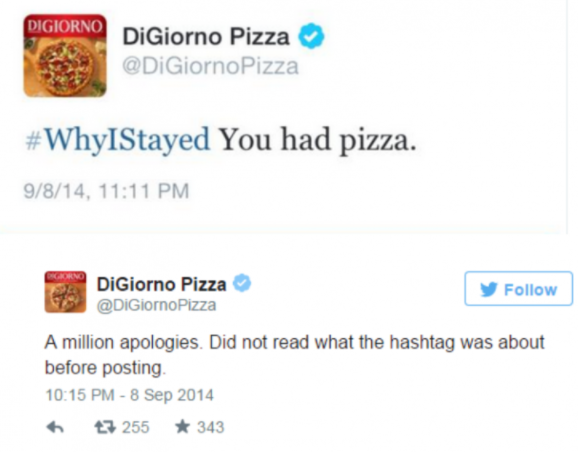 DIGIORNO
DiGiorno Pizza
@DiGiornoPizza
#WhyIStayed You had pizza.
9/8/14, 11:11 PM
DIGIORNO
DiGiorno Pizza
@DiGiornoPizza
Follow
A million apologies. Did not read what the hashtag was about
before posting.
10:15 PM - 8 Sep 2014
255 343